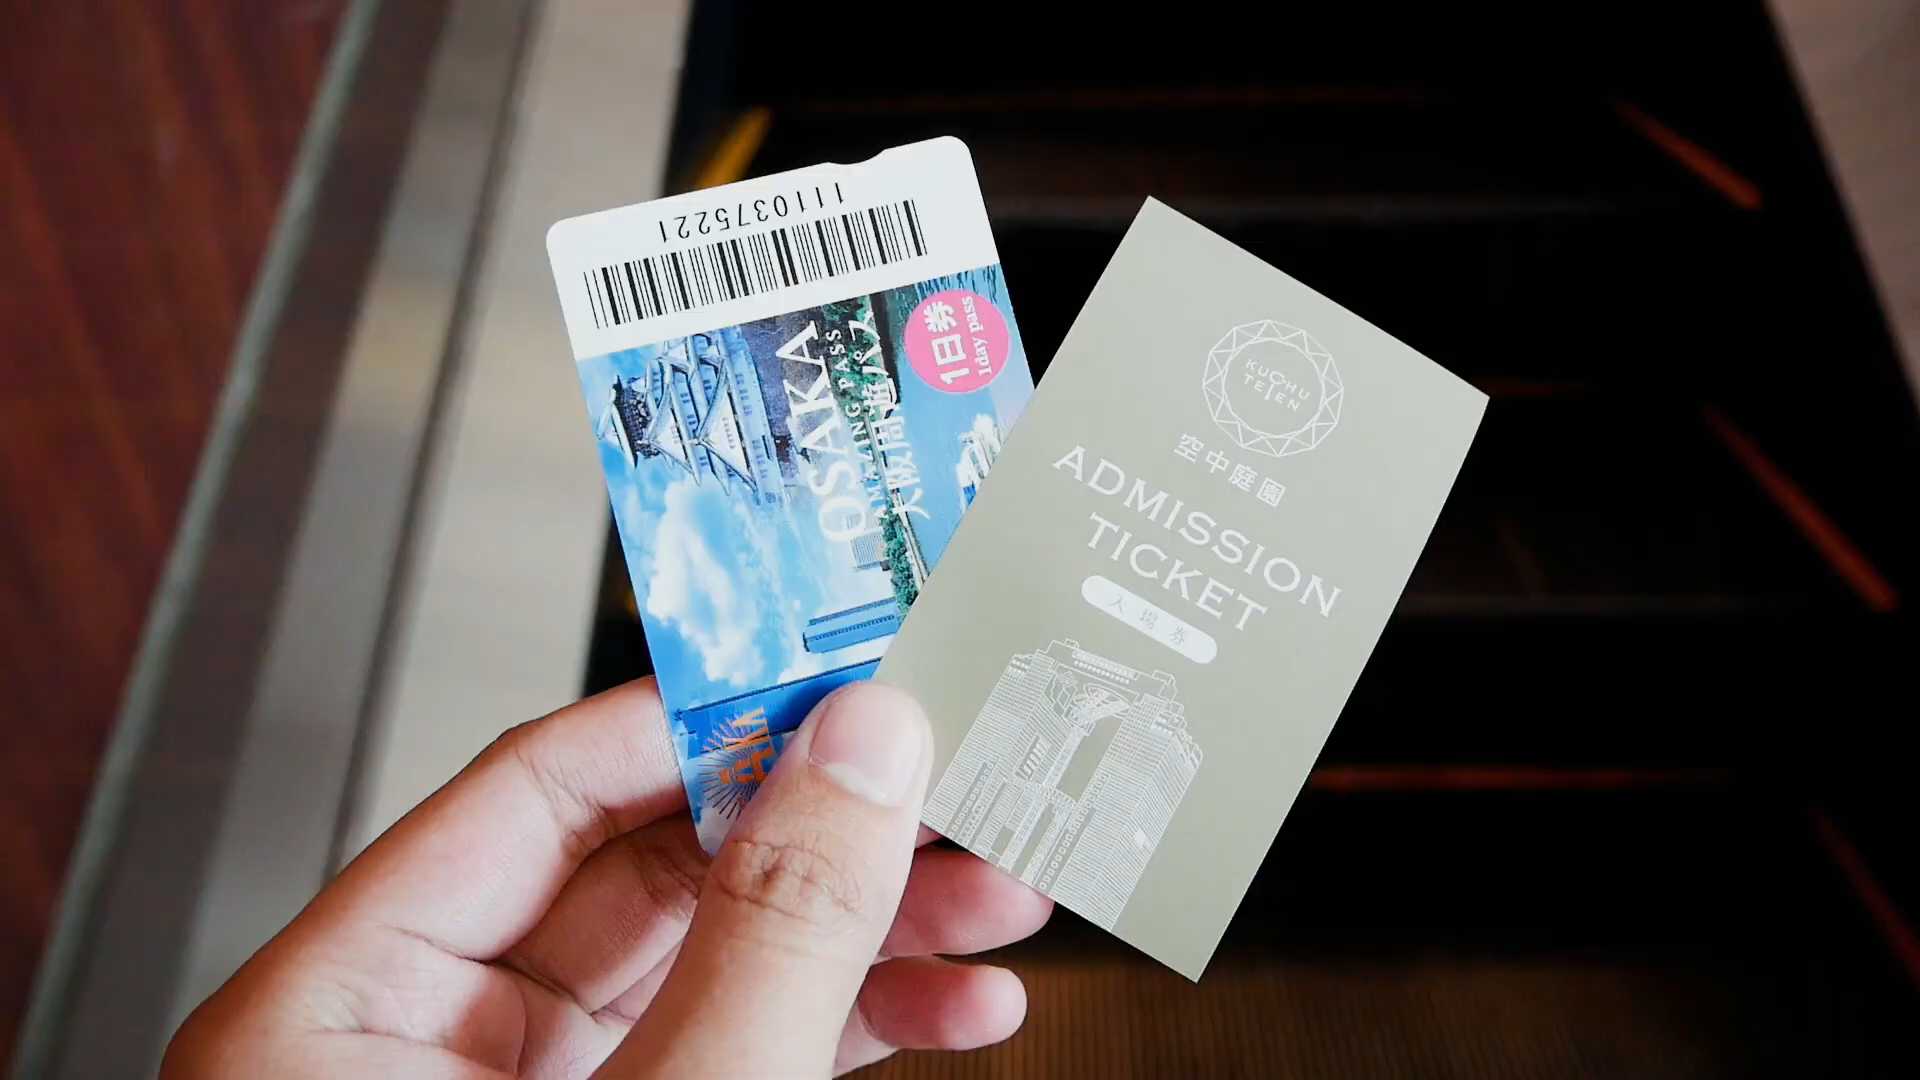 1110375221
OSAKA
AMAZING PASS
大阪周遊パス
1日券
1day pass
KUCHU
TEIEN
空中庭園
ADMISSION
TICKET
入場券